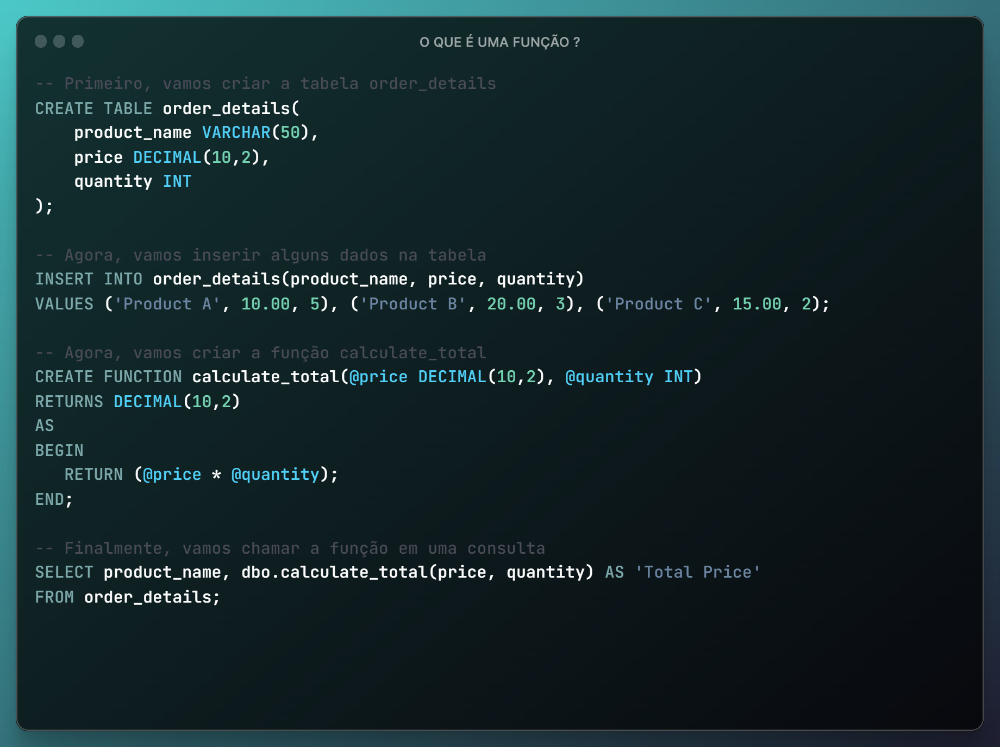 O QUE É UMA FUNÇÃO ?
-- Primeiro, vamos criar a tabela order_details
CREATE TABLE order_details(
    product_name VARCHAR(50),
    price DECIMAL(10,2),
    quantity INT
);

-- Agora, vamos inserir alguns dados na tabela
INSERT INTO order_details(product_name, price, quantity)
VALUES ('Product A', 10.00, 5), ('Product B', 20.00, 3), ('Product C', 15.00, 2);

-- Agora, vamos criar a função calculate_total
CREATE FUNCTION calculate_total(@price DECIMAL(10,2), @quantity INT)
RETURNS DECIMAL(10,2)
AS
BEGIN
   RETURN (@price * @quantity);
END;

-- Finalmente, vamos chamar a função em uma consulta
SELECT product_name, dbo.calculate_total(price, quantity) AS 'Total Price'
FROM order_details;